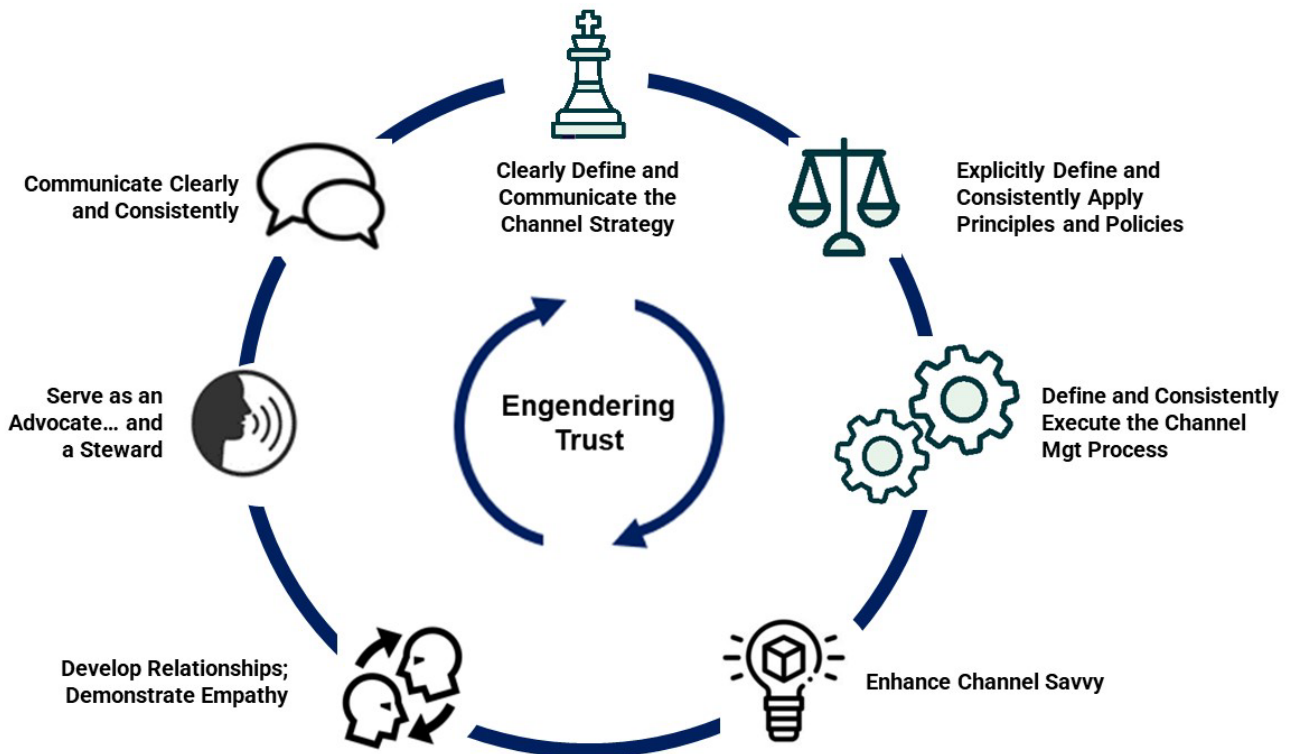 Clearly Define and
Communicate the
Channel Strategy
Explicitly Define and
Consistently Apply
Principles and Policies
Define and Consistently
Execute the Channel
Mgt Process
Enhance Channel Savvy
Develop Relationships;
Demonstrate Empathy
Serve as an
Advocate… and
a Steward
Communicate Clearly
and Consistently
Engendering
Trust